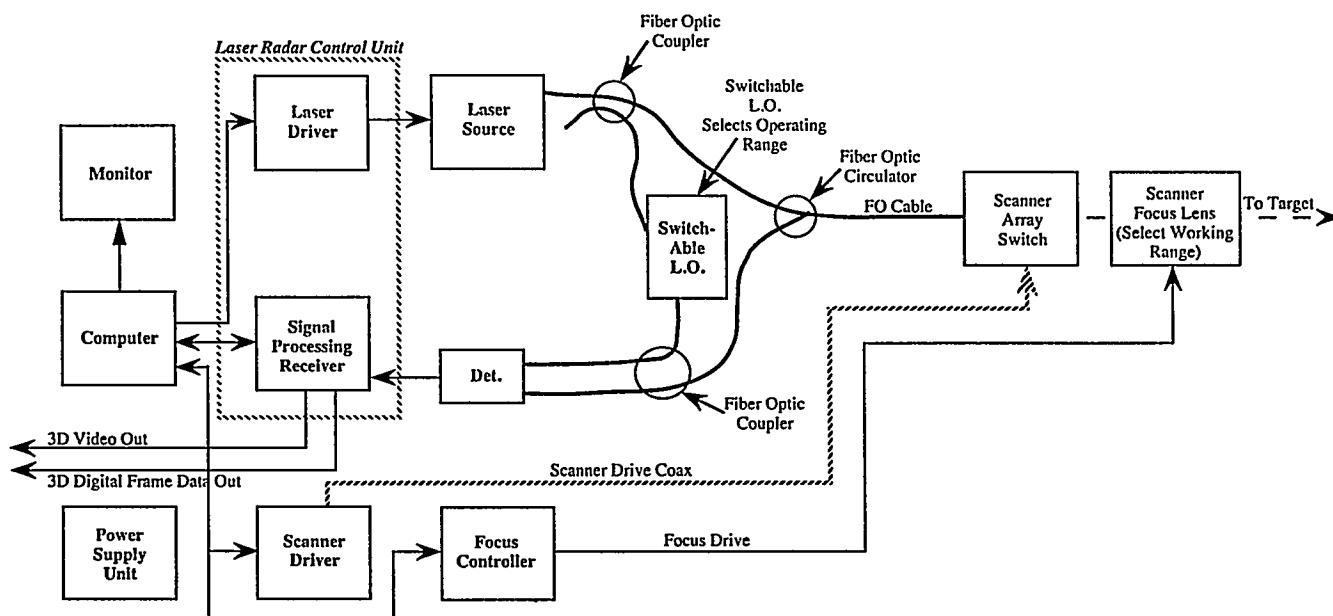 Laser Radar Control Unit
Fiber Optic
Coupler
Laser
Driver
Laser
Source
Switchable
L.O.
Selects Operating
Range
Monitor
Fiber Optic
Circulator
FO Cable
Scanner
Array
Switch
Scanner
Focus Lens
(Select Working
Range)
To Target
Switch-
Able
L.O.
Computer
Signal
Processing
Receiver
Det.
Fiber Optic
Coupler
3D Video Out
3D Digital Frame Data Out
Scanner Drive Coax
Power
Supply
Unit
Scanner
Driver
Focus
Controller
Focus Drive